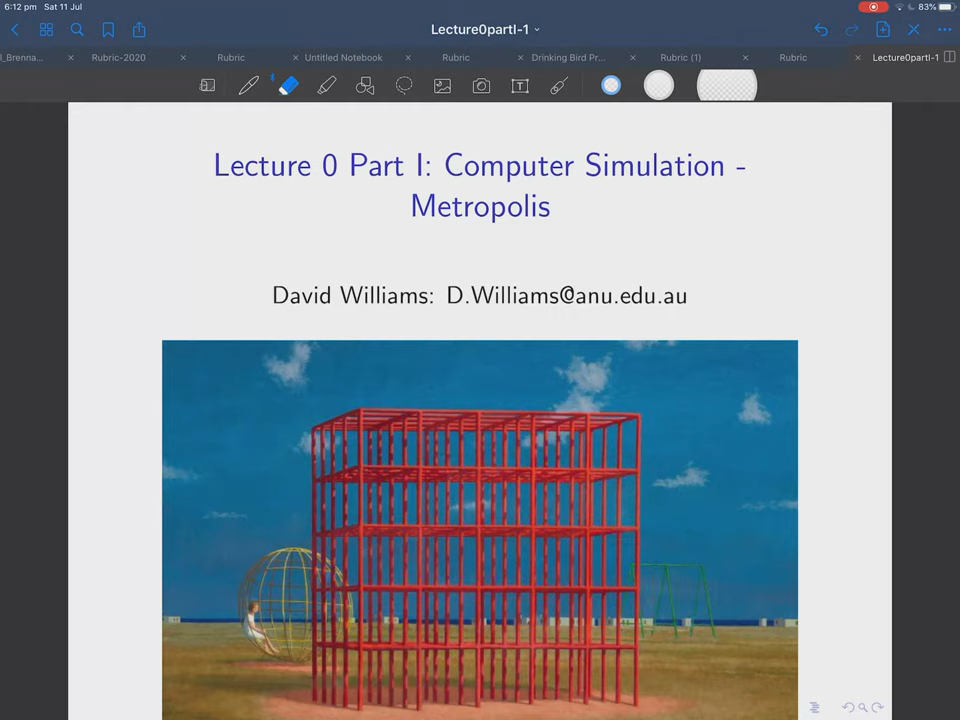 6:12 pm Sat 11 Jul
83%
Lecture0partI-1
I_Brenna...
Rubric-2020
Rubric
Untitled Notebook
Rubric
Drinking Bird Pr...
Rubric (1)
Rubric
Lecture0partI-1
Lecture 0 Part I: Computer Simulation -
Metropolis
David Williams: D.Williams@anu.edu.au